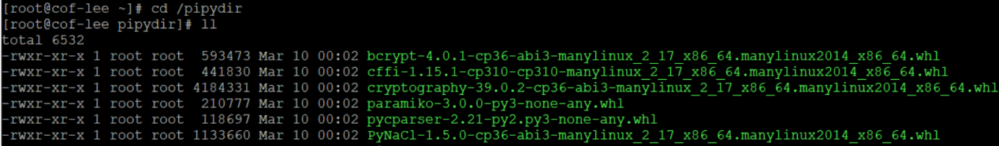 [root@cof-lee ~]# cd /pipydir
[root@cof-lee pipydir]# ll
total 6532
-rwxr-xr-x 1 root root  593473 Mar 10 00:02 bcrypt-4.0.1-cp36-abi3-manylinux_2_17_x86_64.manylinux2014_x86_64.whl
-rwxr-xr-x 1 root root  441830 Mar 10 00:02 cffi-1.15.1-cp310-cp310-manylinux_2_17_x86_64.manylinux2014_x86_64.whl
-rwxr-xr-x 1 root root 4184331 Mar 10 00:02 cryptography-39.0.2-cp36-abi3-manylinux_2_17_x86_64.manylinux2014_x86_64.whl
-rwxr-xr-x 1 root root  210777 Mar 10 00:02 paramiko-3.0.0-py3-none-any.whl
-rwxr-xr-x 1 root root  118697 Mar 10 00:02 pycparser-2.21-py2.py3-none-any.whl
-rwxr-xr-x 1 root root 1133660 Mar 10 00:02 PyNaCl-1.5.0-cp36-abi3-manylinux_2_17_x86_64.manylinux2014_x86_64.whl